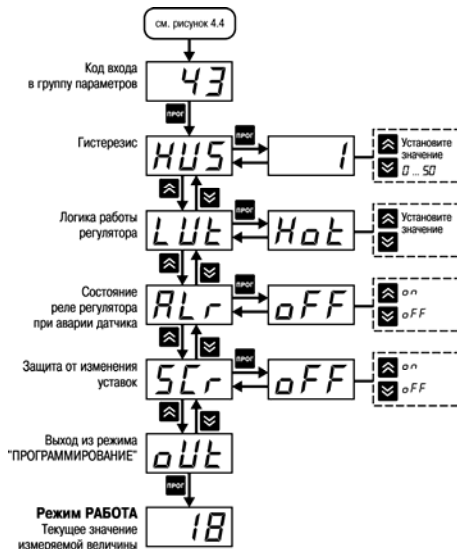 см. рисунок 4.4
Код входа
в группу параметров
43
ПРОГ
Гистерезис
HUS
ПРОГ
1
Установите
значение
0 ... 50
Логика работы
регулятора
LUt
ПРОГ
Hot
Установите
значение
Состояние
реле регулятора
при аварии датчика
ALr
ПРОГ
oFF
on
oFF
Защита от изменения
уставок
SCr
ПРОГ
oFF
on
oFF
Выход из режима
"ПРОГРАММИРОВАНИЕ"
oUt
ПРОГ
Режим РАБОТА
Текущее значение
измеряемой величины
18